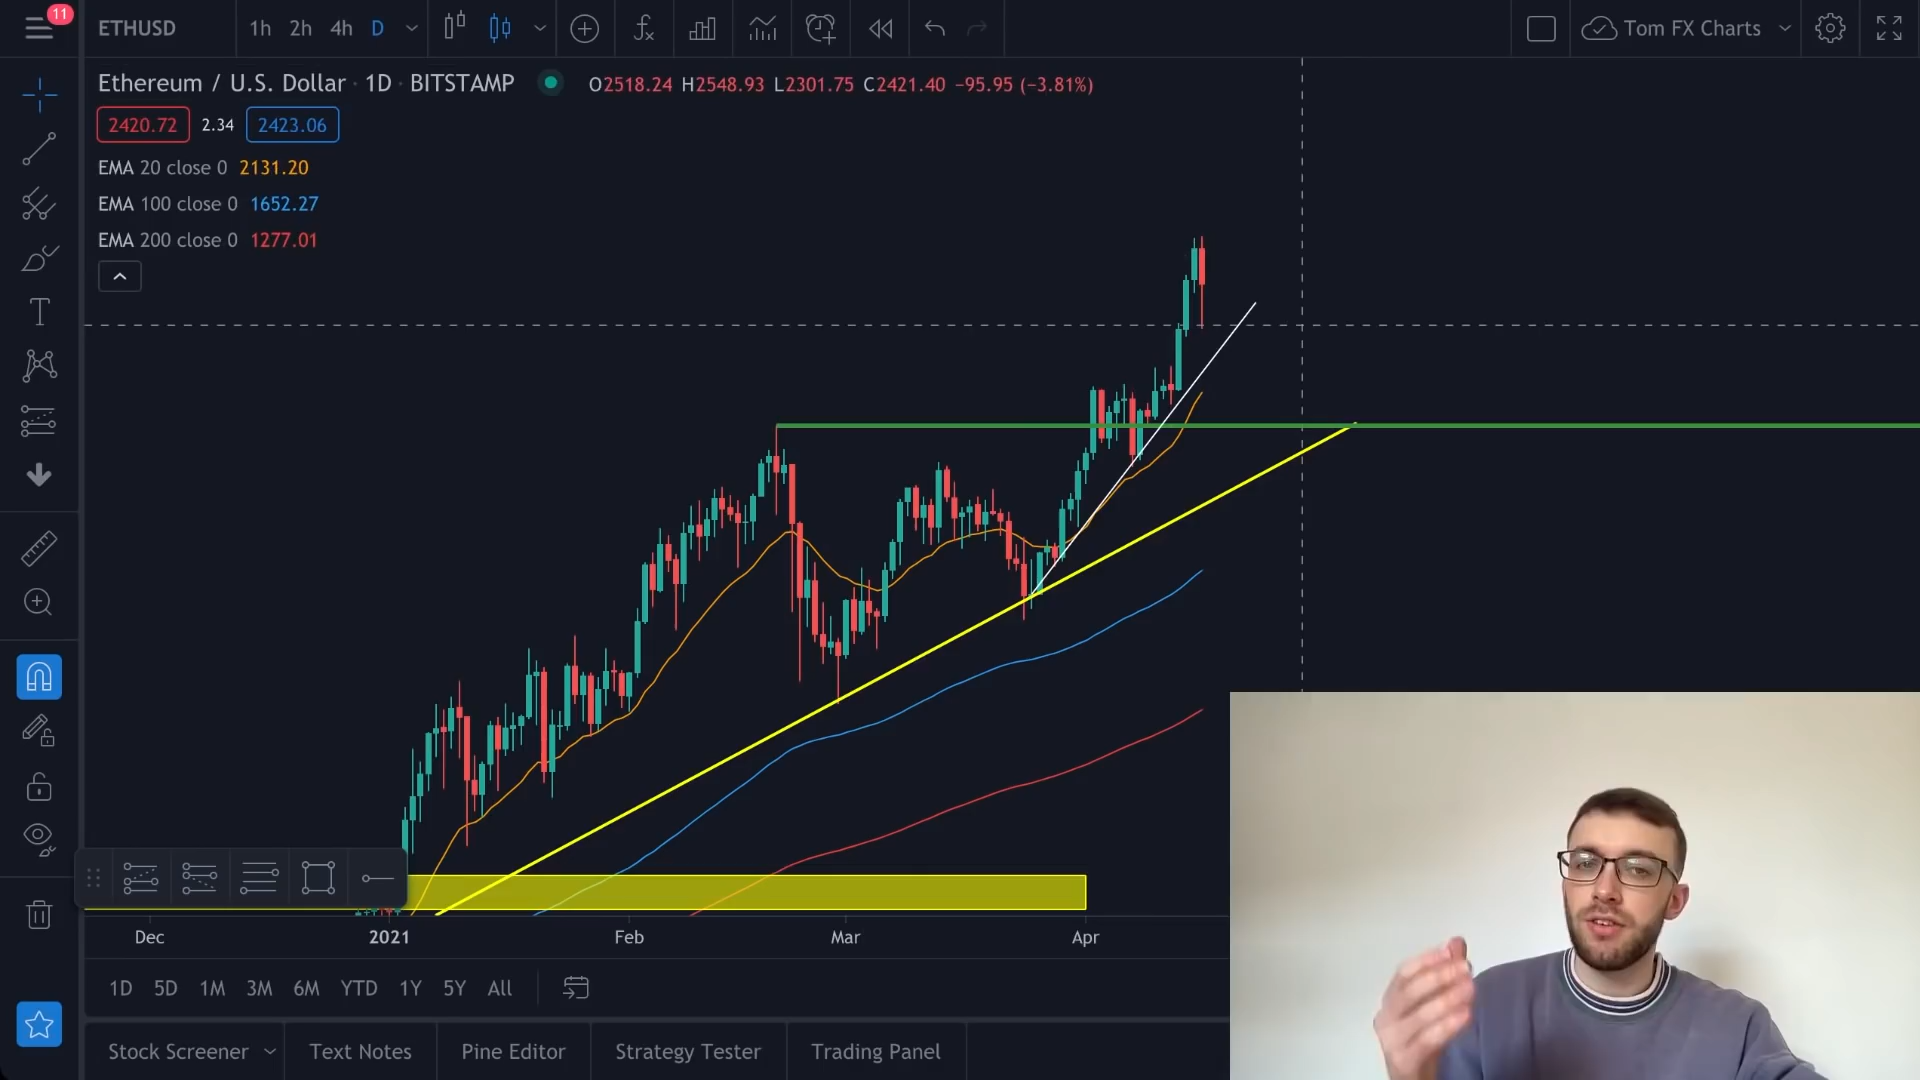 11
ETHUSD
1h 2h 4h D
Tom FX Charts
Ethereum / U.S. Dollar · 1D · BITSTAMP
O2518.24 H2548.93 L2301.75 C2421.40 −95.95 (−3.81%)
2420.72 2.34 2423.06
EMA 20 close 0 2131.20
EMA 100 close 0 1652.27
EMA 200 close 0 1277.01
Dec 2021 Feb Mar Apr
1D 5D 1M 3M 6M YTD 1Y 5Y All
Stock Screener Text Notes Pine Editor Strategy Tester Trading Panel